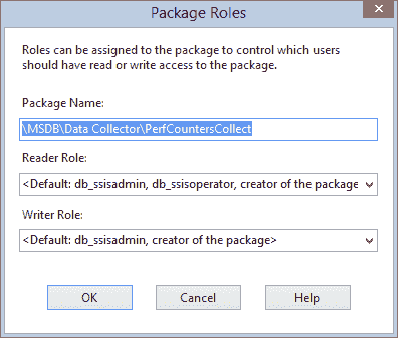 Package Roles
Roles can be assigned to the package to control which users
should have read or write access to the package.
Package Name:
\MSDB\Data Collector\PerfCountersCollect
Reader Role:
<Default: db_ssisadmin, db_ssisoperator, creator of the package
Writer Role:
<Default: db_ssisadmin, creator of the package>
OK Cancel Help